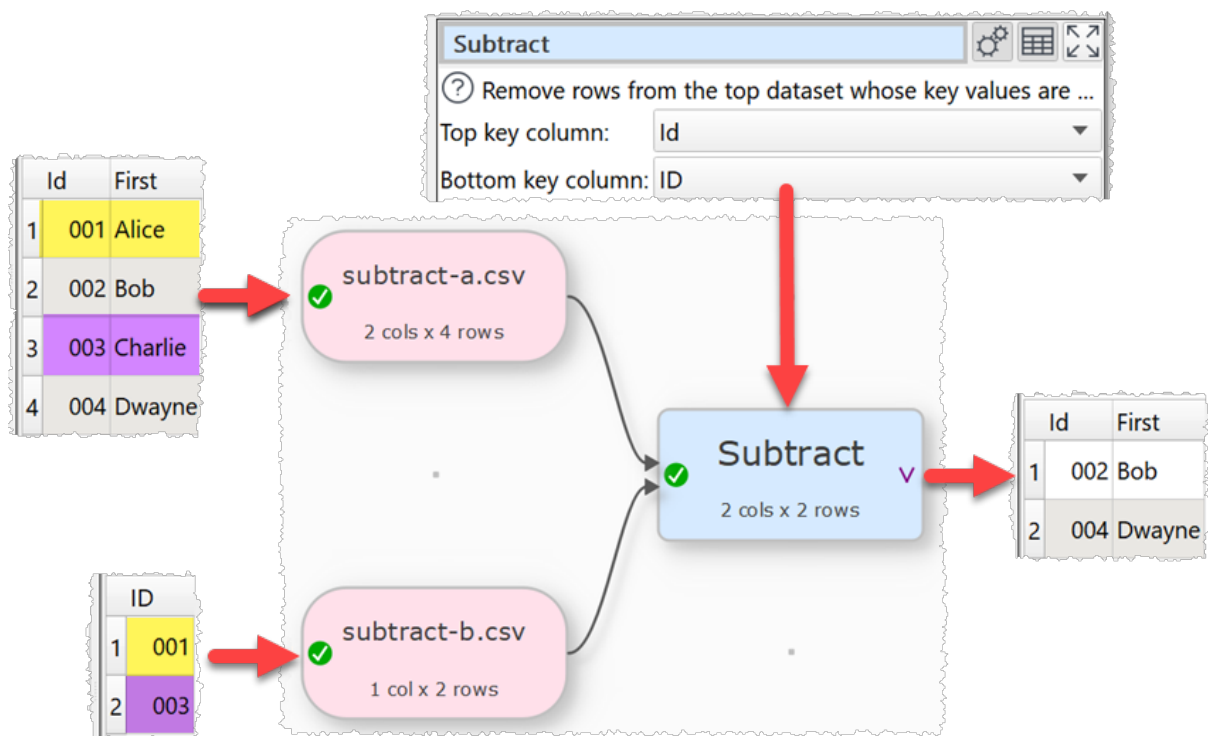 Subtract
? Remove rows from the top dataset whose key values are ...
Top key column: Id
Bottom key column: ID
Id First
1 001 Alice
2 002 Bob
3 003 Charlie
4 004 Dwayne
subtract-a.csv
2 cols x 4 rows
Subtract
2 cols x 2 rows
V
Id First
1 002 Bob
2 004 Dwayne
ID
1 001
2 003
subtract-b.csv
1 col x 2 rows